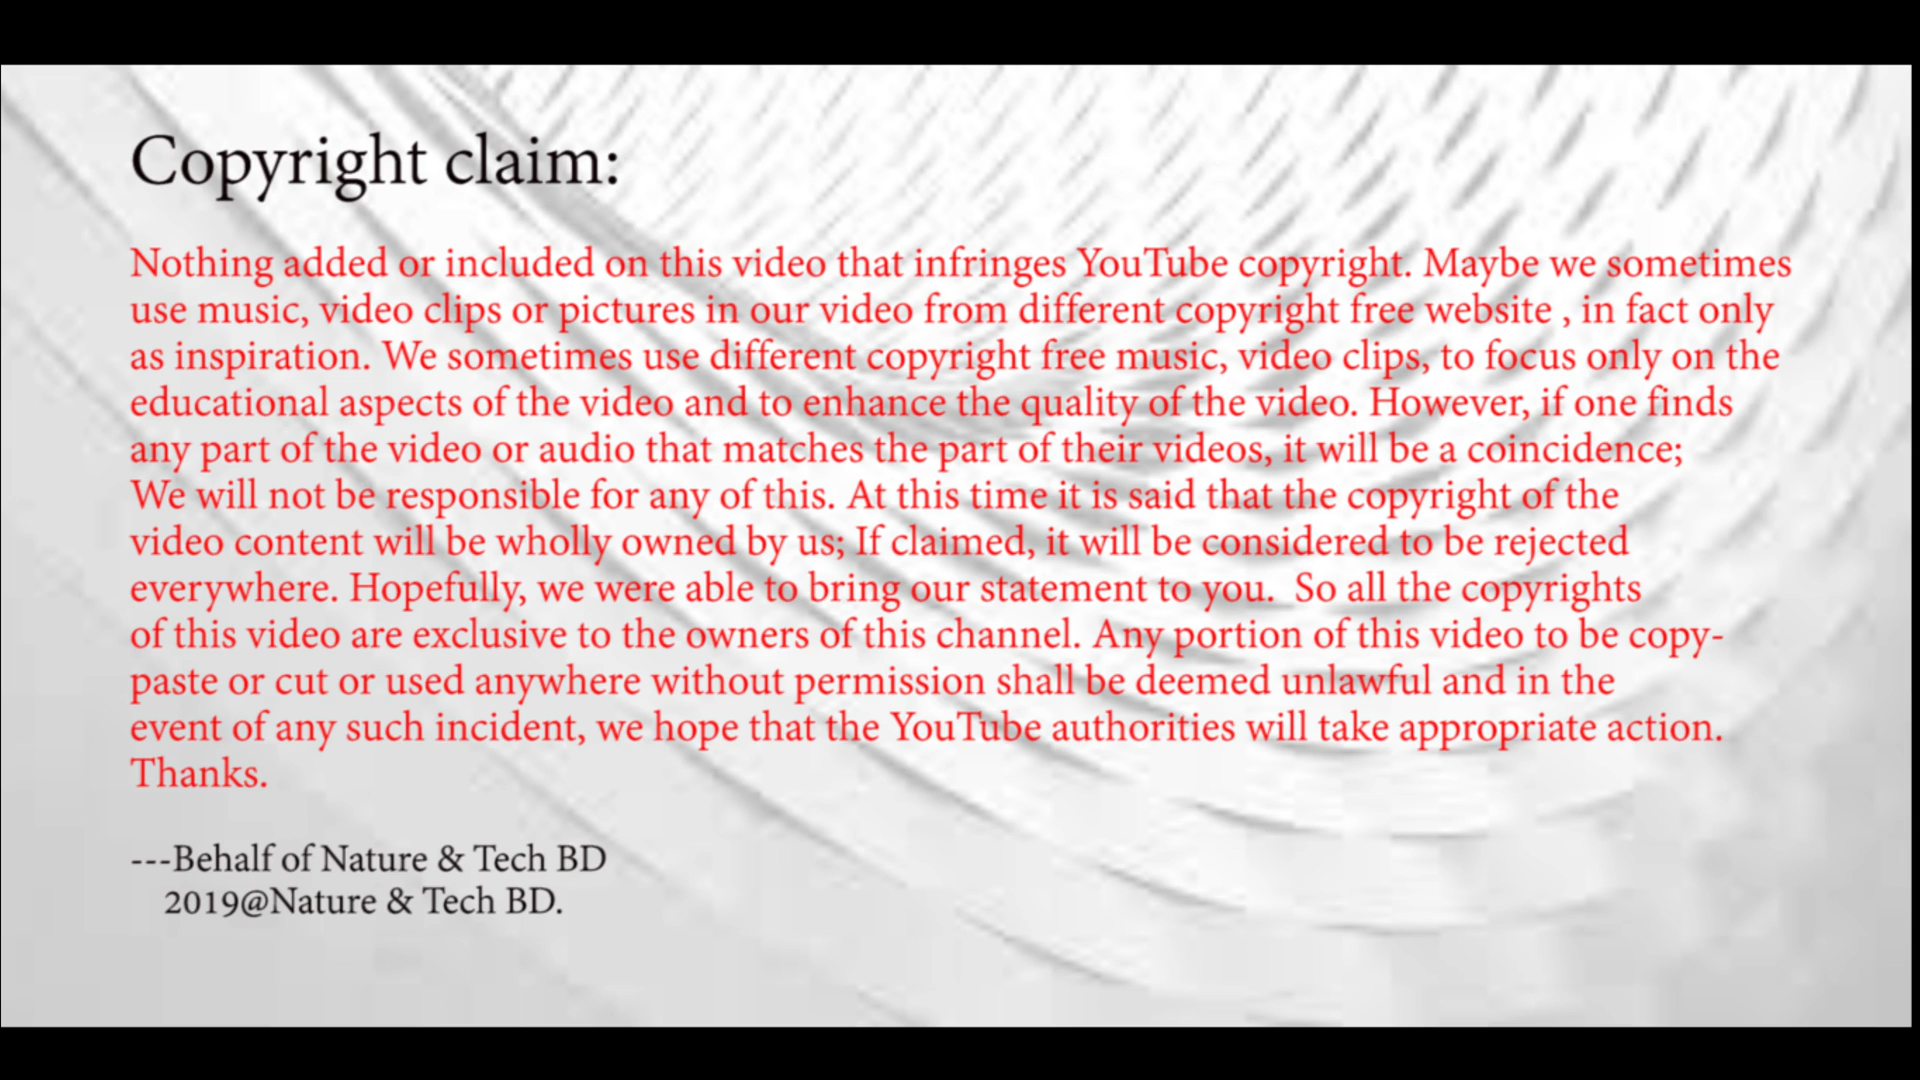 Copyright claim:
Nothing added or included on this video that infringes YouTube copyright. Maybe we sometimes
use music, video clips or pictures in our video from different copyright free website , in fact only
as inspiration. We sometimes use different copyright free music, video clips, to focus only on the
educational aspects of the video and to enhance the quality of the video. However, if one finds
any part of the video or audio that matches the part of their videos, it will be a coincidence;
We will not be responsible for any of this. At this time it is said that the copyright of the
video content will be wholly owned by us; If claimed, it will be considered to be rejected
everywhere. Hopefully, we were able to bring our statement to you.  So all the copyrights
of this video are exclusive to the owners of this channel. Any portion of this video to be copy-
paste or cut or used anywhere without permission shall be deemed unlawful and in the
event of any such incident, we hope that the YouTube authorities will take appropriate action.
Thanks.
---Behalf of Nature & Tech BD
2019@Nature & Tech BD.